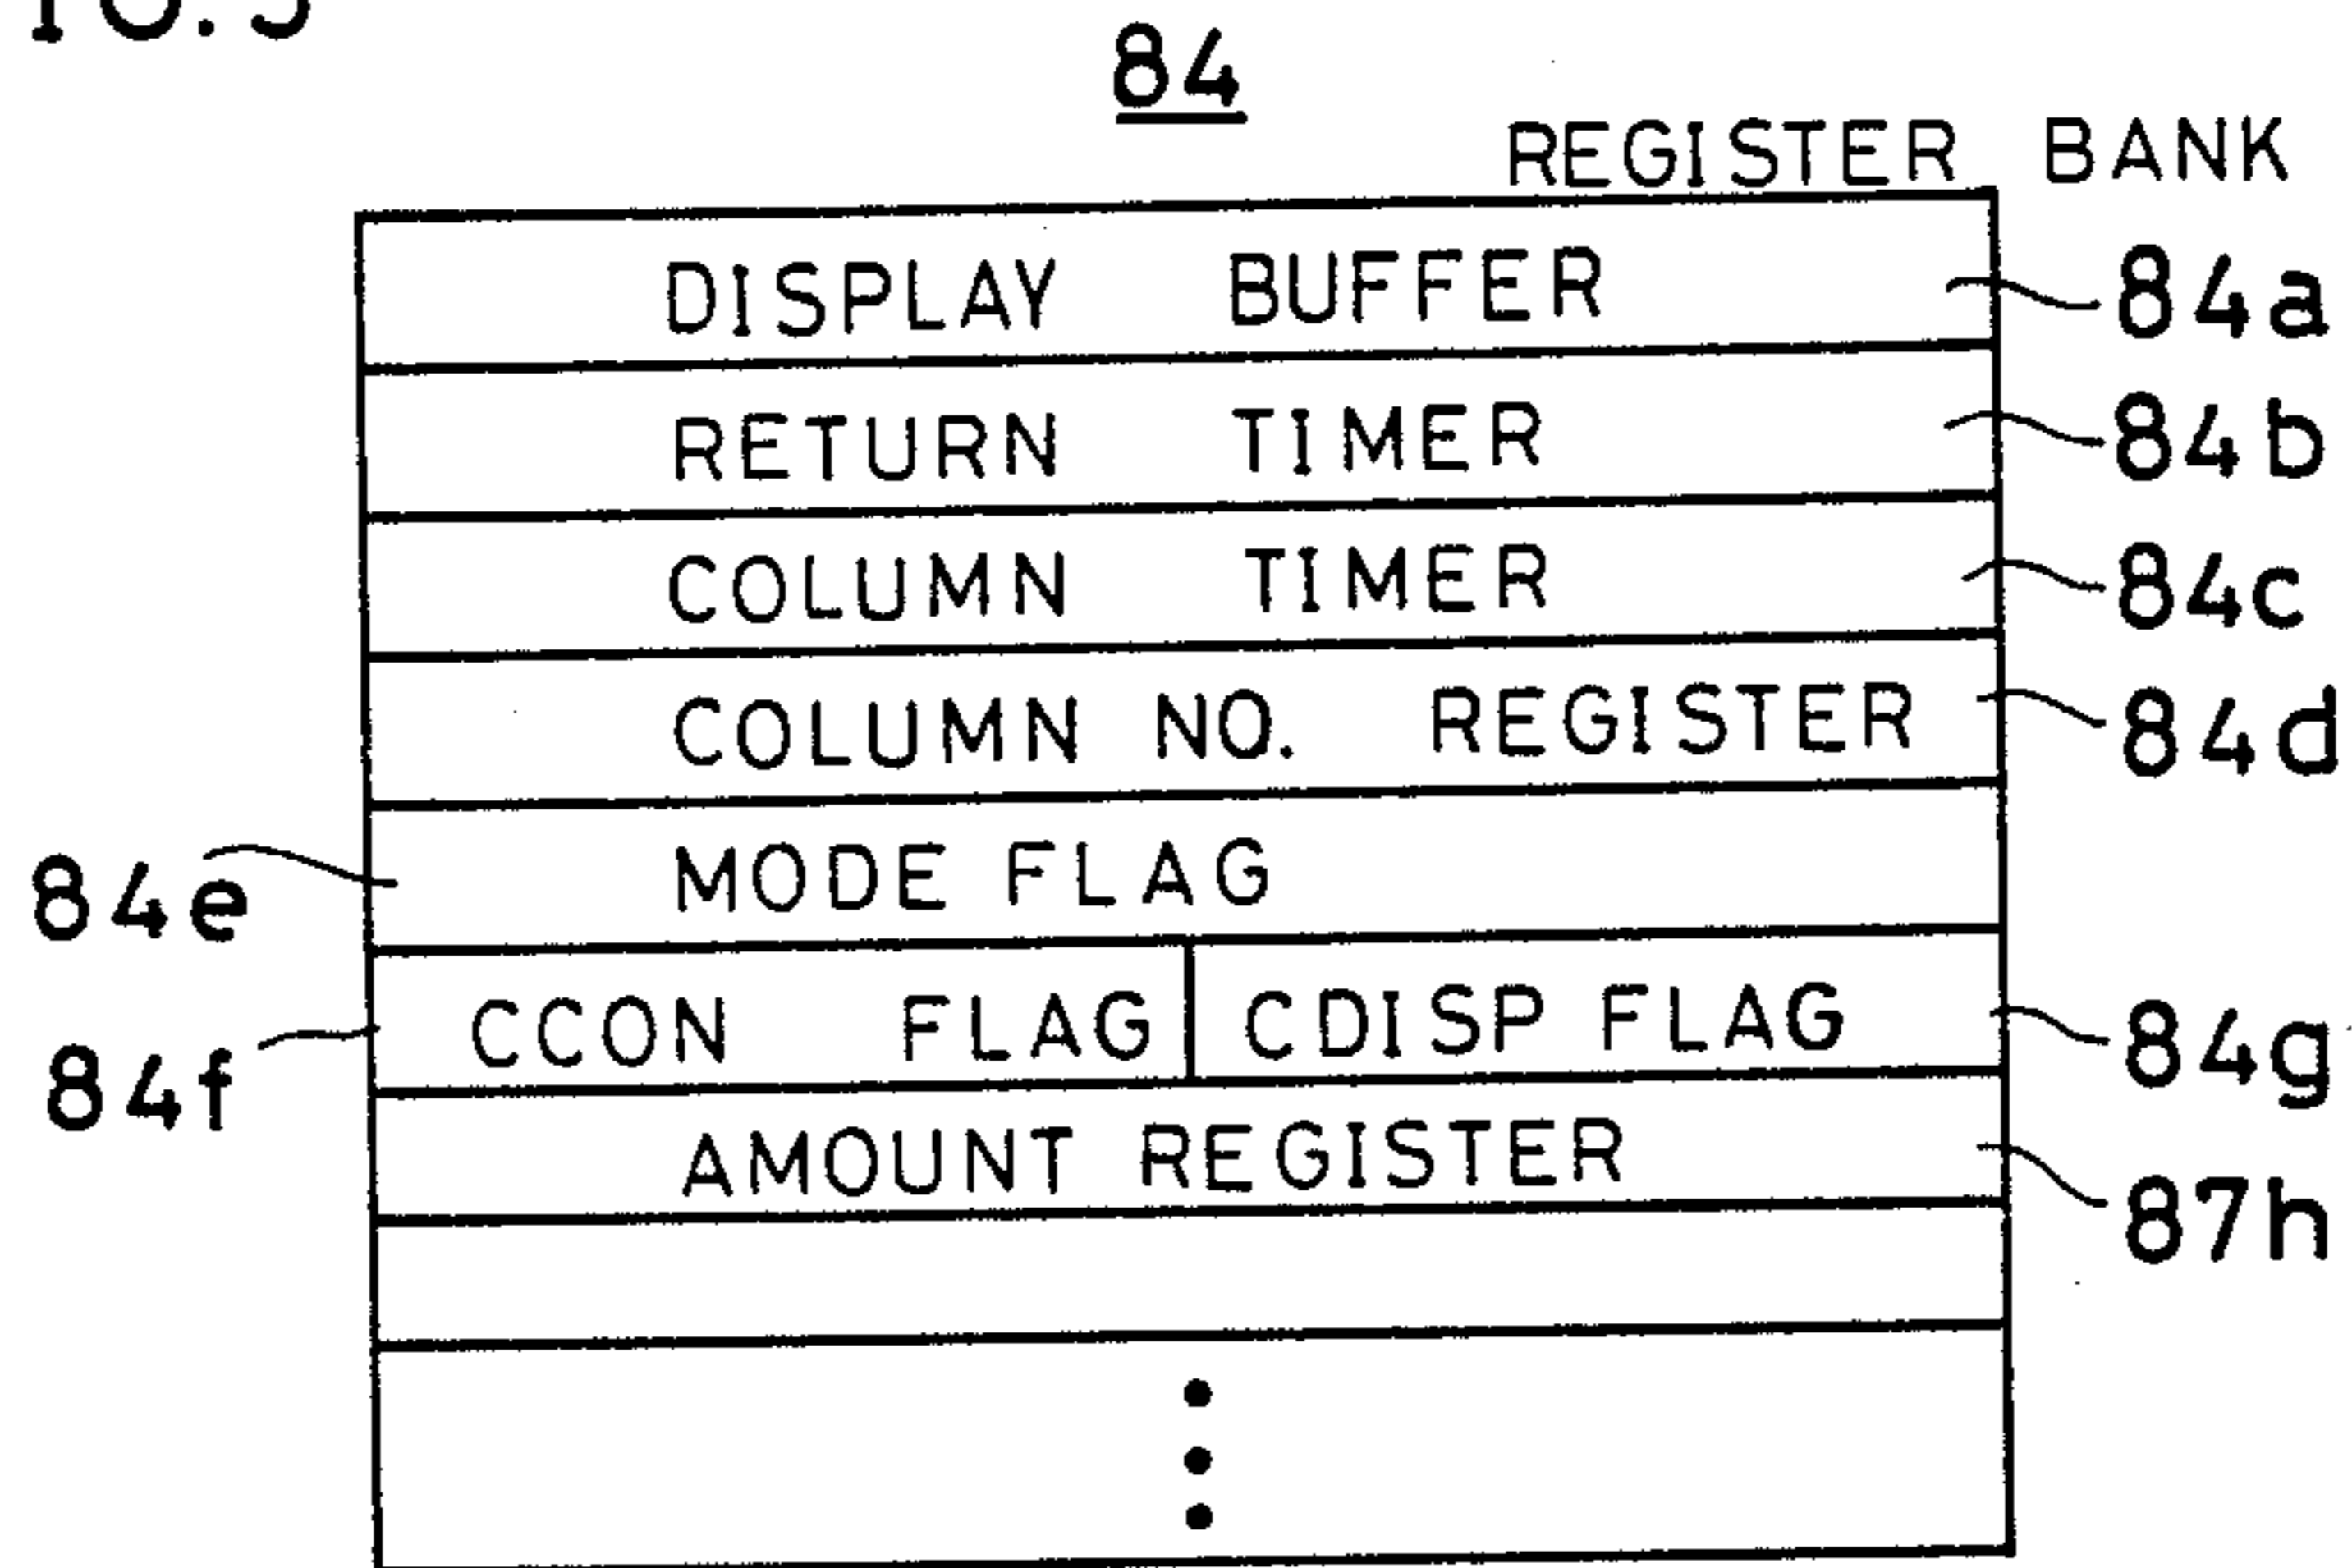 84
REGISTER BANK
DISPLAY BUFFER 84a
RETURN TIMER 84b
COLUMN TIMER 84c
COLUMN NO. REGISTER 84d
84e MODE FLAG
84f CCON FLAG CDISP FLAG 84g
AMOUNT REGISTER 87h